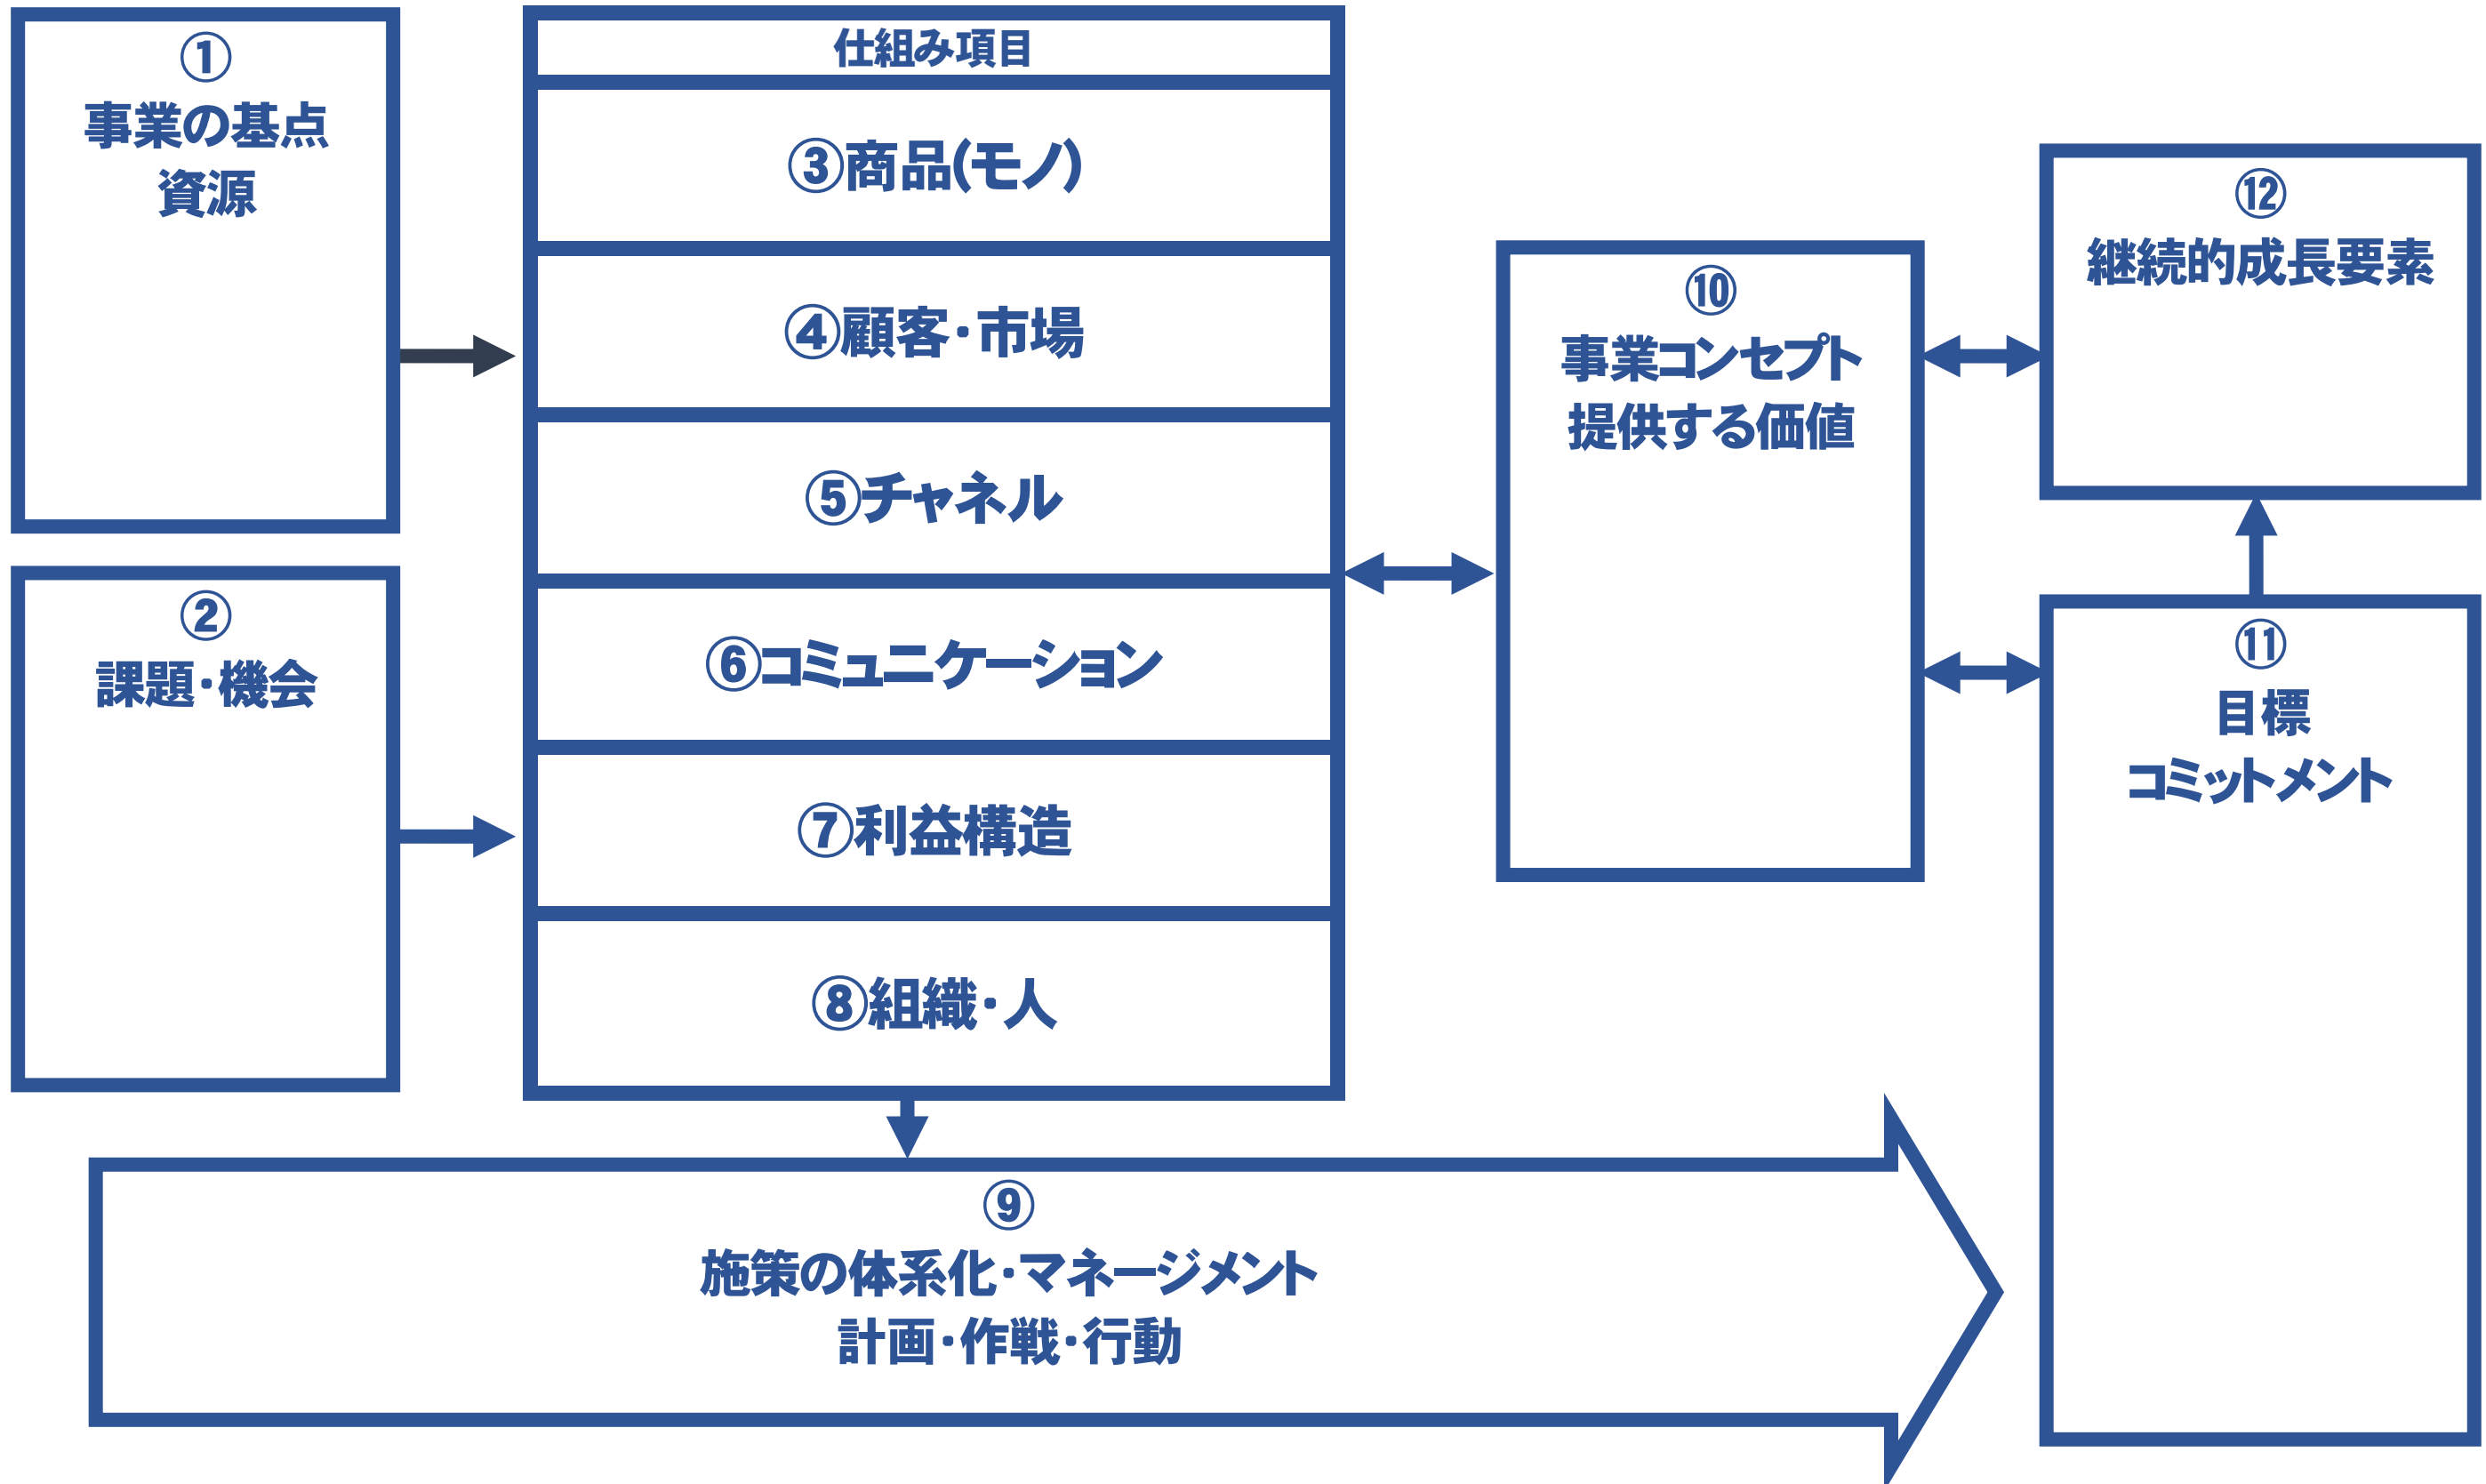 ①
事業の基点
資源
②
課題・機会
仕組み項目
③商品(モノ)
④顧客・市場
⑤チャネル
⑥コミュニケーション
⑦利益構造
⑧組織・人
⑨
施策の体系化・マネージメント
計画・作戦・行動
⑩
事業コンセプト
提供する価値
⑪
目標
コミットメント
⑫
継続的成長要素